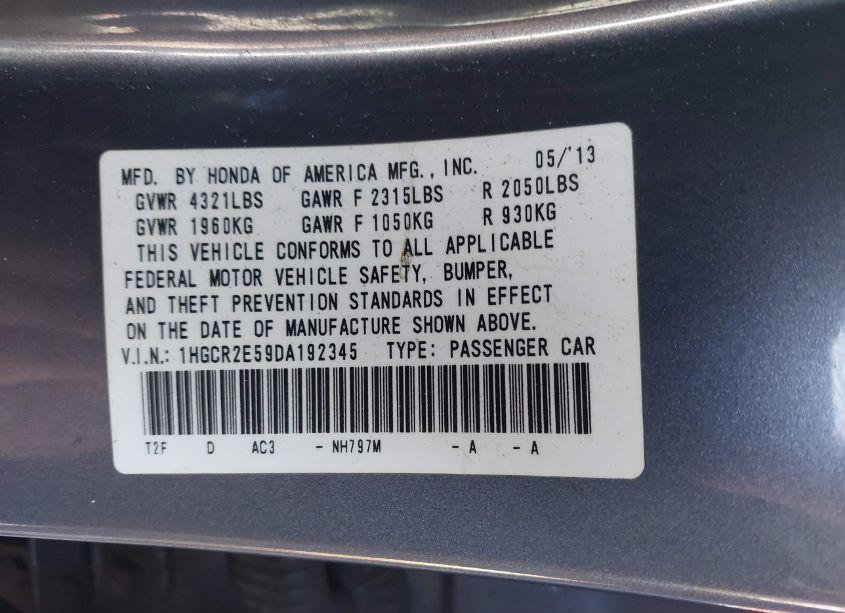 MFD. BY HONDA OF AMERICA MFG., INC. 05/'13
GVWR 4321LBS GAWR F 2315LBS R 2050LBS
GVWR 1960KG GAWR F 1050KG R 930KG
THIS VEHICLE CONFORMS TO ALL APPLICABLE
FEDERAL MOTOR VEHICLE SAFETY, BUMPER,
AND THEFT PREVENTION STANDARDS IN EFFECT
ON THE DATE OF MANUFACTURE SHOWN ABOVE.
V.I.N.: 1HGCR2E59DA192345 TYPE: PASSENGER CAR
T2F D AC3 - NH797M - A - A